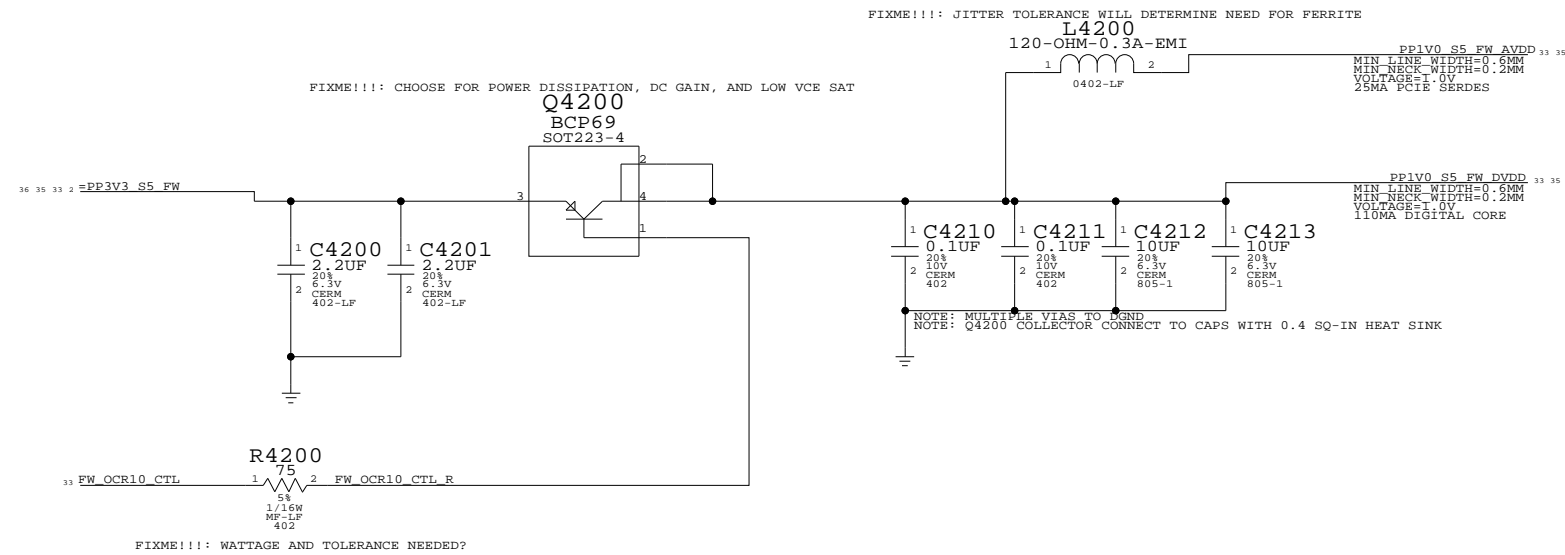 FIXME!!!: JITTER TOLERANCE WILL DETERMINE NEED FOR FERRITE
L4200
120-OHM-0.3A-EMI
1
2
0402-LF
PP1V0_S5_FW_AVDD 33 35
MIN_LINE_WIDTH=0.6MM
MIN_NECK_WIDTH=0.2MM
VOLTAGE=1.0V
25MA PCIE SERDES
FIXME!!!: CHOOSE FOR POWER DISSIPATION, DC GAIN, AND LOW VCE SAT
Q4200
BCP69
SOT223-4
2
3
4
1
36 35 33 2 =PP3V3_S5_FW
PP1V0_S5_FW_DVDD 33 35
MIN_LINE_WIDTH=0.6MM
MIN_NECK_WIDTH=0.2MM
VOLTAGE=1.0V
110MA DIGITAL CORE
1
C4200
2.2UF
20%
6.3V
CERM
402-LF
2
1
C4201
2.2UF
20%
6.3V
CERM
402-LF
2
1
C4210
0.1UF
20%
10V
CERM
402
2
1
C4211
0.1UF
20%
10V
CERM
402
2
1
C4212
10UF
20%
6.3V
CERM
805-1
2
1
C4213
10UF
20%
6.3V
CERM
805-1
2
NOTE: MULTIPLE VIAS TO DGND
NOTE: Q4200 COLLECTOR CONNECT TO CAPS WITH 0.4 SQ-IN HEAT SINK
R4200
75
33 FW_OCR10_CTL
1
2
FW_OCR10_CTL_R
5%
1/16W
MF-LF
402
FIXME!!!: WATTAGE AND TOLERANCE NEEDED?